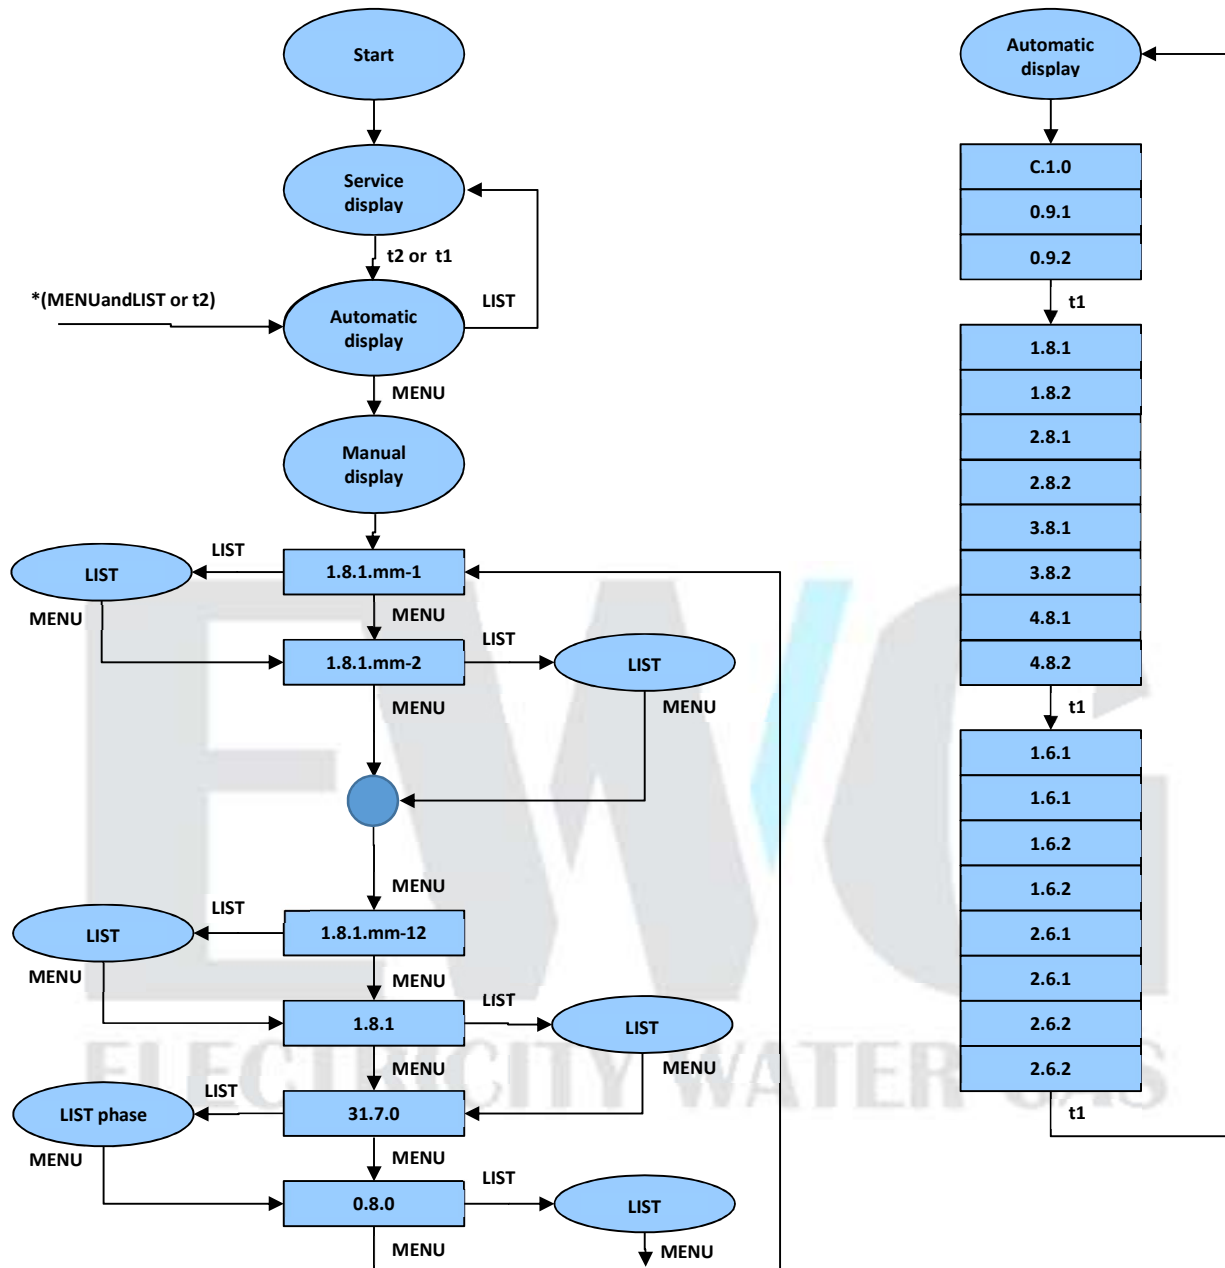 Start
Service
display
t2 or t1
*(MENUandLIST or t2)
Automatic
display
LIST
MENU
Manual
display
LIST
LIST
1.8.1.mm-1
MENU
MENU
1.8.1.mm-2
LIST
LIST
MENU
MENU
MENU
LIST
LIST
1.8.1.mm-12
MENU
MENU
1.8.1
LIST
LIST
MENU
MENU
LIST
LIST phase
31.7.0
MENU
MENU
0.8.0
LIST
LIST
MENU
MENU
Automatic
display
C.1.0
0.9.1
0.9.2
t1
1.8.1
1.8.2
2.8.1
2.8.2
3.8.1
3.8.2
4.8.1
4.8.2
t1
1.6.1
1.6.1
1.6.2
1.6.2
2.6.1
2.6.1
2.6.2
2.6.2
t1
EWG
ELECTRICITY WATER GAS